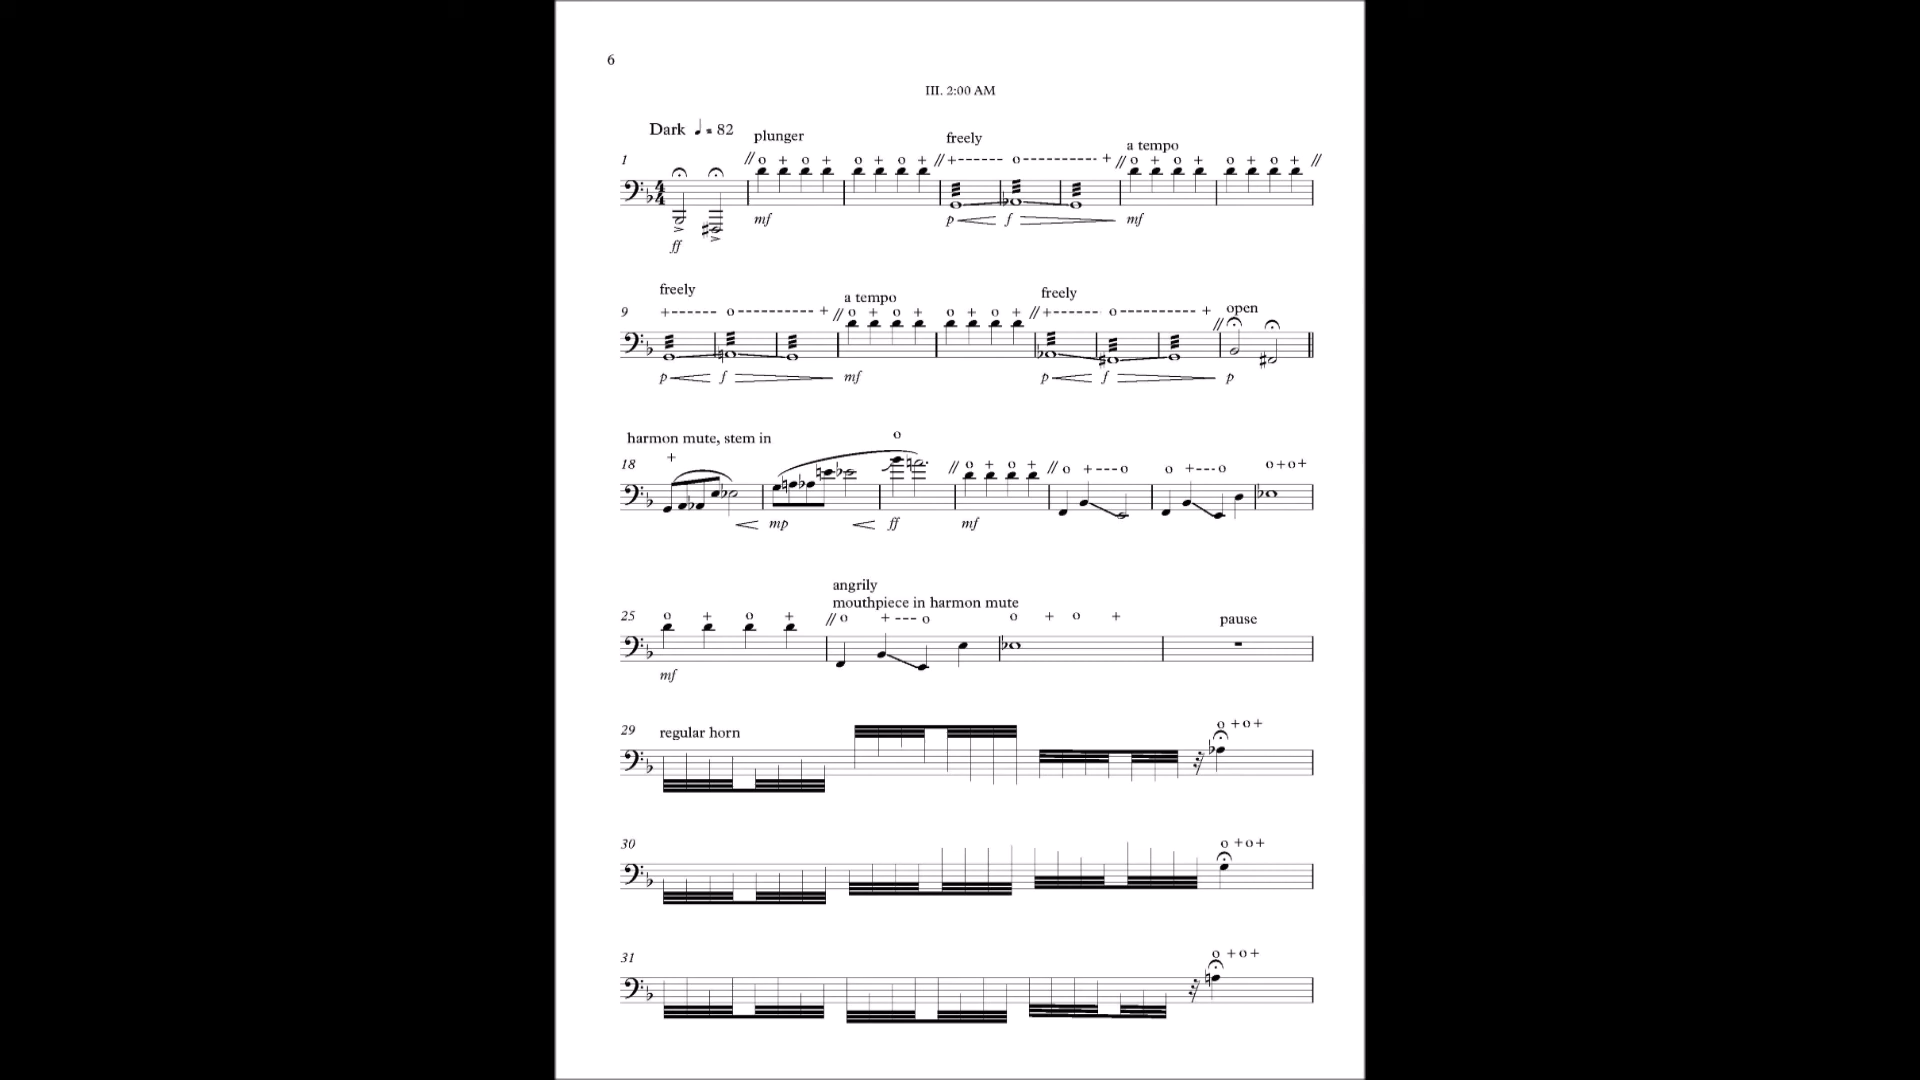 6
III. 2:00 AM
Dark ♩ = 82 plunger freely a tempo
1 // o + o + o + o + // + o + // o + o + o + o + //
mf p f mf
ff
freely a tempo freely open
9 + o + // o + o + o + o + // + o + //
p f mf p f p
harmon mute, stem in o
18 + // o + o + // o + o o + o o+o+
mp ff mf
angrily
mouthpiece in harmon mute
25 o + o + // o + o o + o + pause
mf
29 regular horn o +o+
30 o +o+
31 o +o+